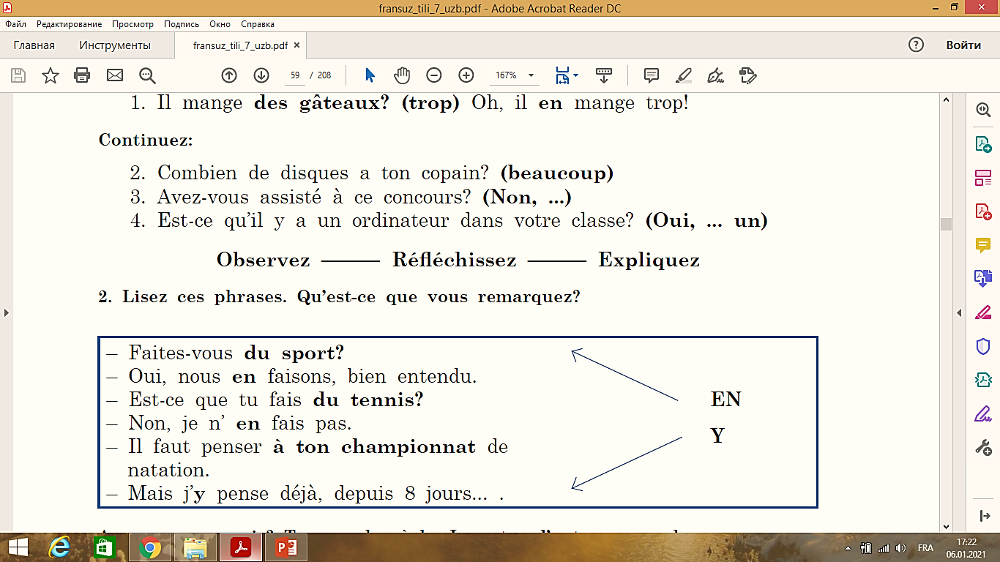 fransuz_tili_7_uzb.pdf - Adobe Acrobat Reader DC
Файл Редактирование Просмотр Подпись Окно Справка
Главная Инструменты fransuz_tili_7_uzb.pdf × Войти
59 / 208 167%
1. Il mange des gâteaux? (trop) Oh, il en mange trop!
Continuez:
2. Combien de disques a ton copain? (beaucoup)
3. Avez-vous assisté à ce concours? (Non, ...)
4. Est-ce qu'il y a un ordinateur dans votre classe? (Oui, ... un)
Observez —— Réfléchissez —— Expliquez
2. Lisez ces phrases. Qu'est-ce que vous remarquez?
– Faites-vous du sport?
– Oui, nous en faisons, bien entendu.
– Est-ce que tu fais du tennis?
– Non, je n' en fais pas.
– Il faut penser à ton championnat de
natation.
– Mais j'y pense déjà, depuis 8 jours... .
EN
Y
FRA
17:22
06.01.2021